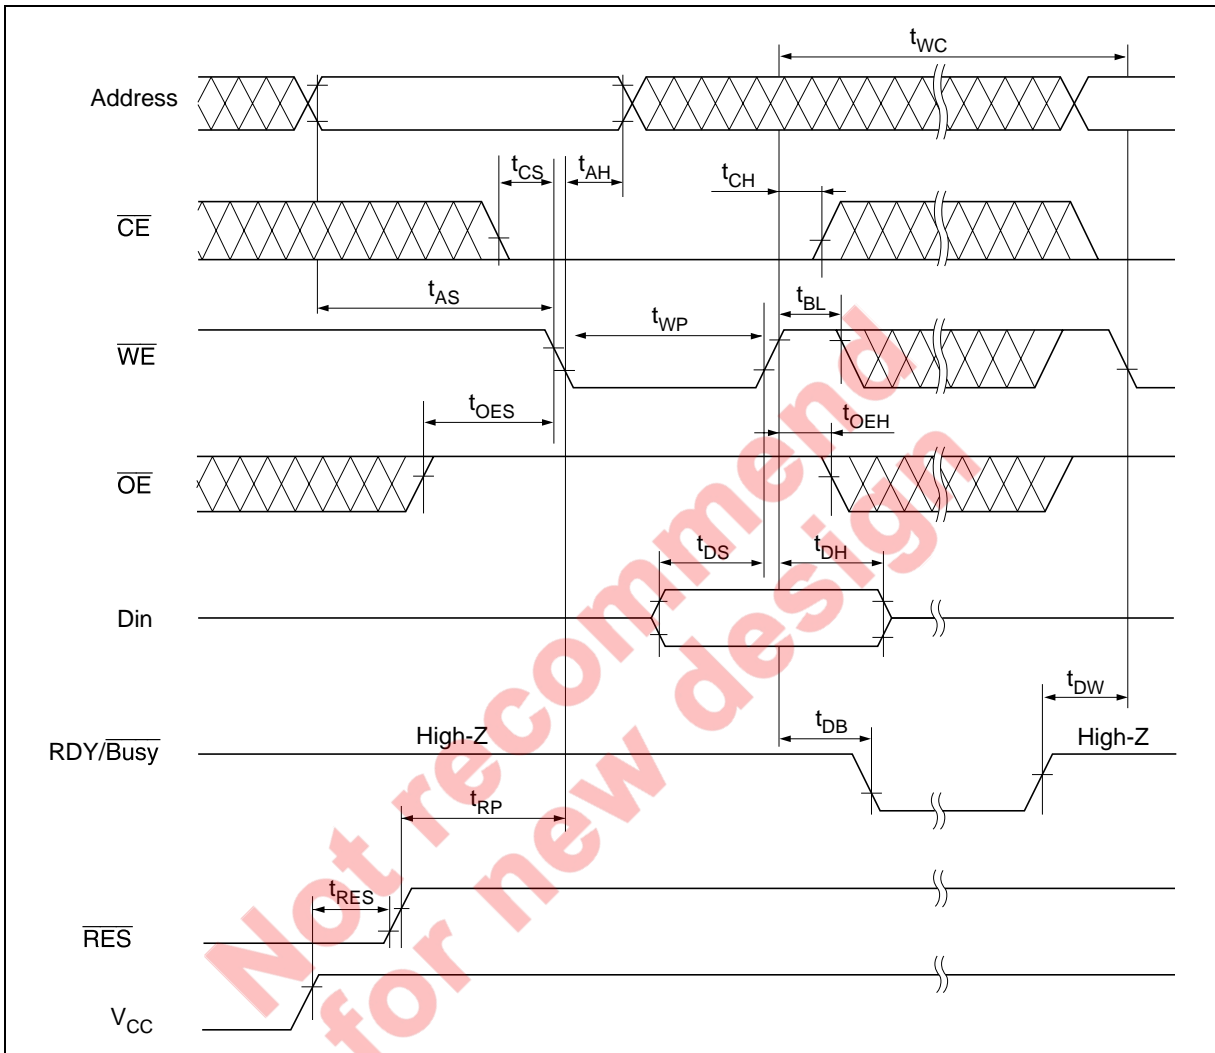 tWC
Address
tCS
tAH
tCH
CE
tAS
tBL
tWP
WE
tOES
tOEH
OE
tDS
tDH
Din
tDW
tDB
High-Z
High-Z
RDY/Busy
tRP
tRES
RES
VCC
Not recommend
for new design